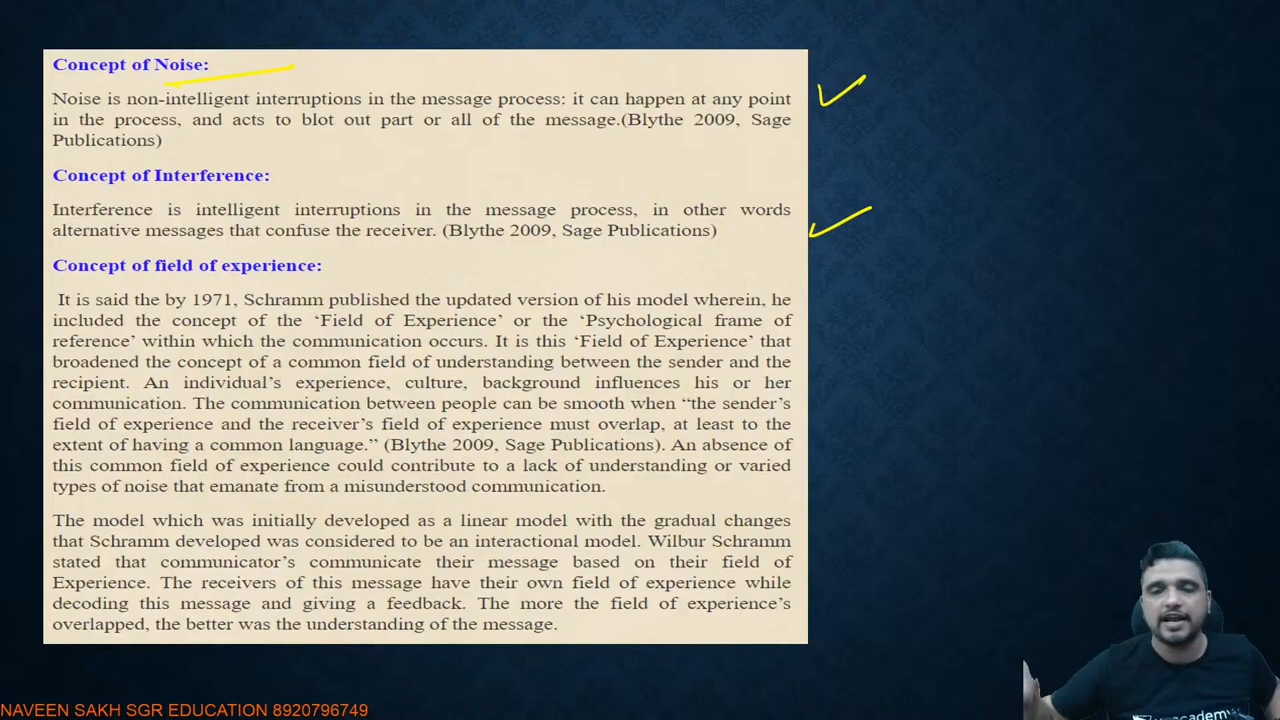 Concept of Noise:
Noise is non-intelligent interruptions in the message process: it can happen at any point
in the process, and acts to blot out part or all of the message.(Blythe 2009, Sage
Publications)
Concept of Interference:
Interference is intelligent interruptions in the message process, in other words
alternative messages that confuse the receiver. (Blythe 2009, Sage Publications)
Concept of field of experience:
It is said the by 1971, Schramm published the updated version of his model wherein, he
included the concept of the ‘Field of Experience’ or the ‘Psychological frame of
reference’ within which the communication occurs. It is this ‘Field of Experience’ that
broadened the concept of a common field of understanding between the sender and the
recipient. An individual’s experience, culture, background influences his or her
communication. The communication between people can be smooth when “the sender’s
field of experience and the receiver’s field of experience must overlap, at least to the
extent of having a common language.” (Blythe 2009, Sage Publications). An absence of
this common field of experience could contribute to a lack of understanding or varied
types of noise that emanate from a misunderstood communication.
The model which was initially developed as a linear model with the gradual changes
that Schramm developed was considered to be an interactional model. Wilbur Schramm
stated that communicator’s communicate their message based on their field of
Experience. The receivers of this message have their own field of experience while
decoding this message and giving a feedback. The more the field of experience’s
overlapped, the better was the understanding of the message.
NAVEEN SAKH SGR EDUCATION 8920796749